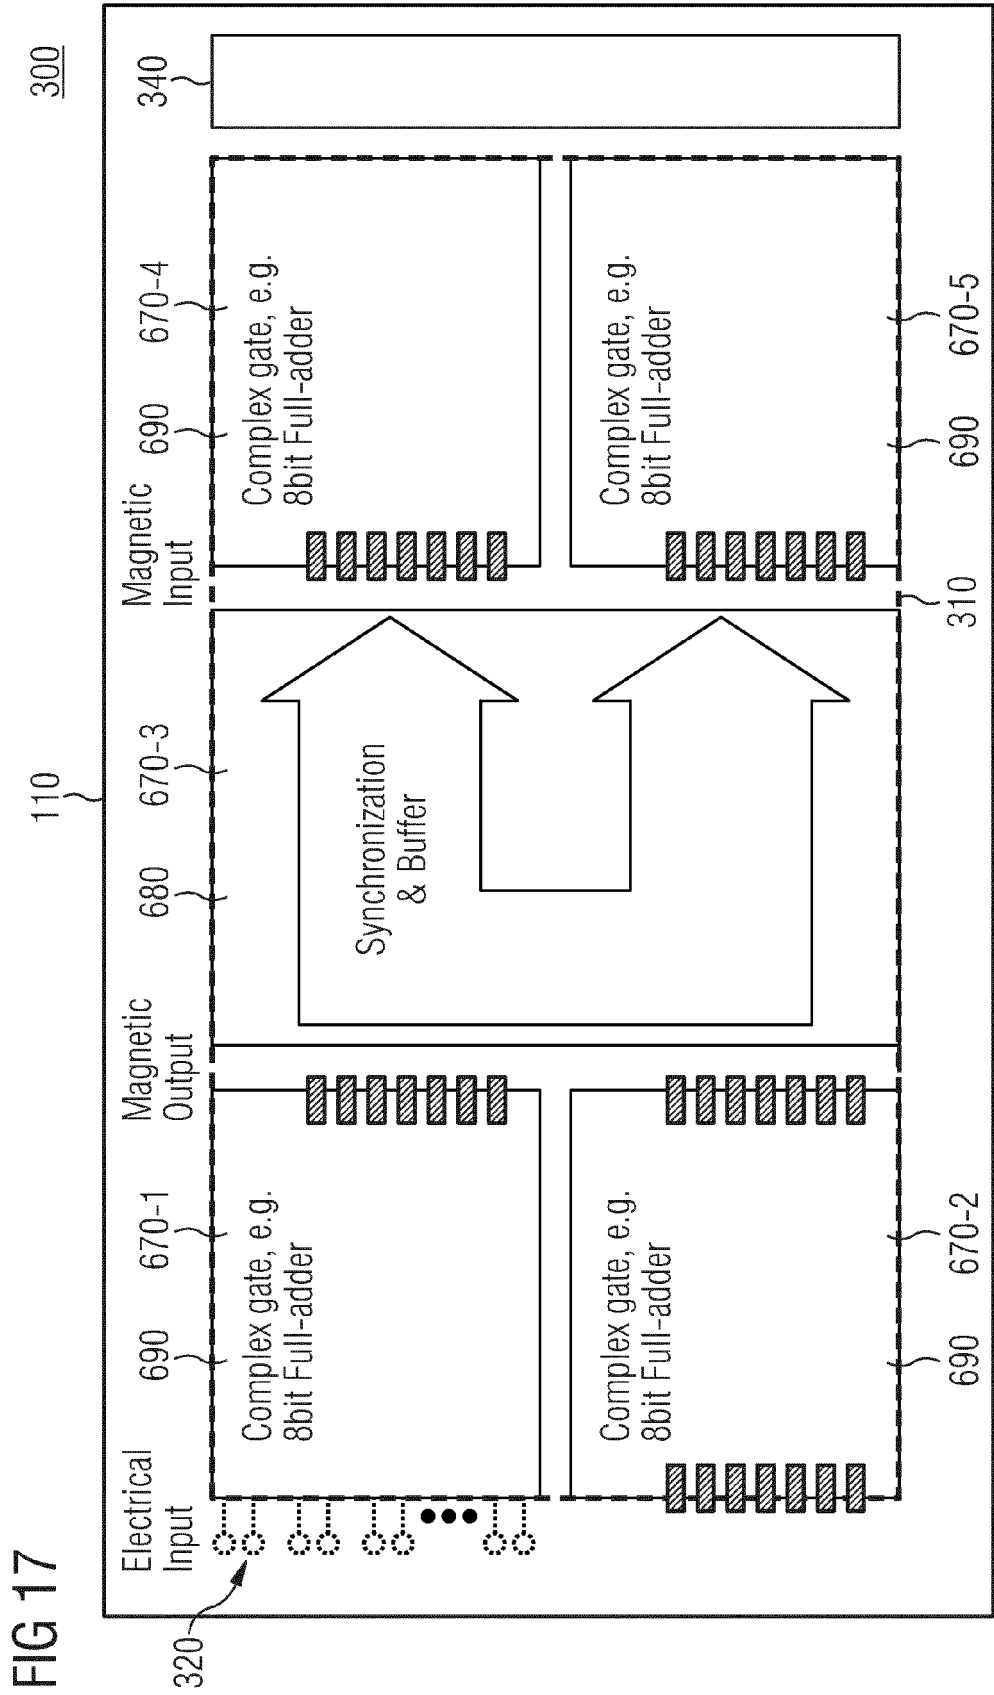 FIG 17
300
110
Electrical
Input
690
670-1
Magnetic
Output
680
670-3
Magnetic
Input
690
670-4
340
320
Complex gate, e.g.
8bit Full-adder
Synchronization
& Buffer
Complex gate, e.g.
8bit Full-adder
Complex gate, e.g.
8bit Full-adder
Complex gate, e.g.
8bit Full-adder
690
670-2
310
690
670-5